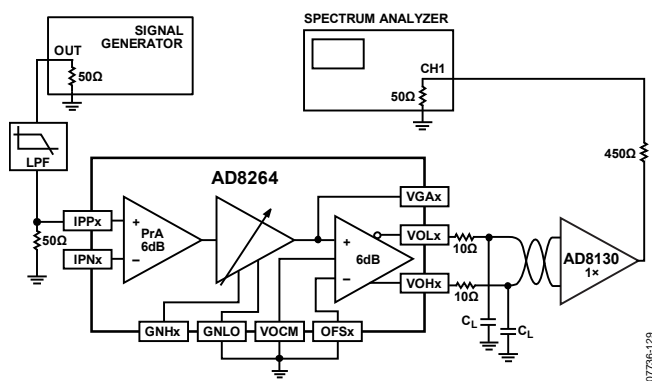 SPECTRUM ANALYZER
SIGNAL
GENERATOR
OUT
50Ω
CH1
50Ω
LPF
450Ω
AD8264
VGAx
IPPx
+
PrA
6dB
–
IPNx
50Ω
+
6dB
–
VOLx
10Ω
VOHx
10Ω
AD8130
1×
CL
CL
GNHx
GNLO
VOCM
OFSx
07736-129